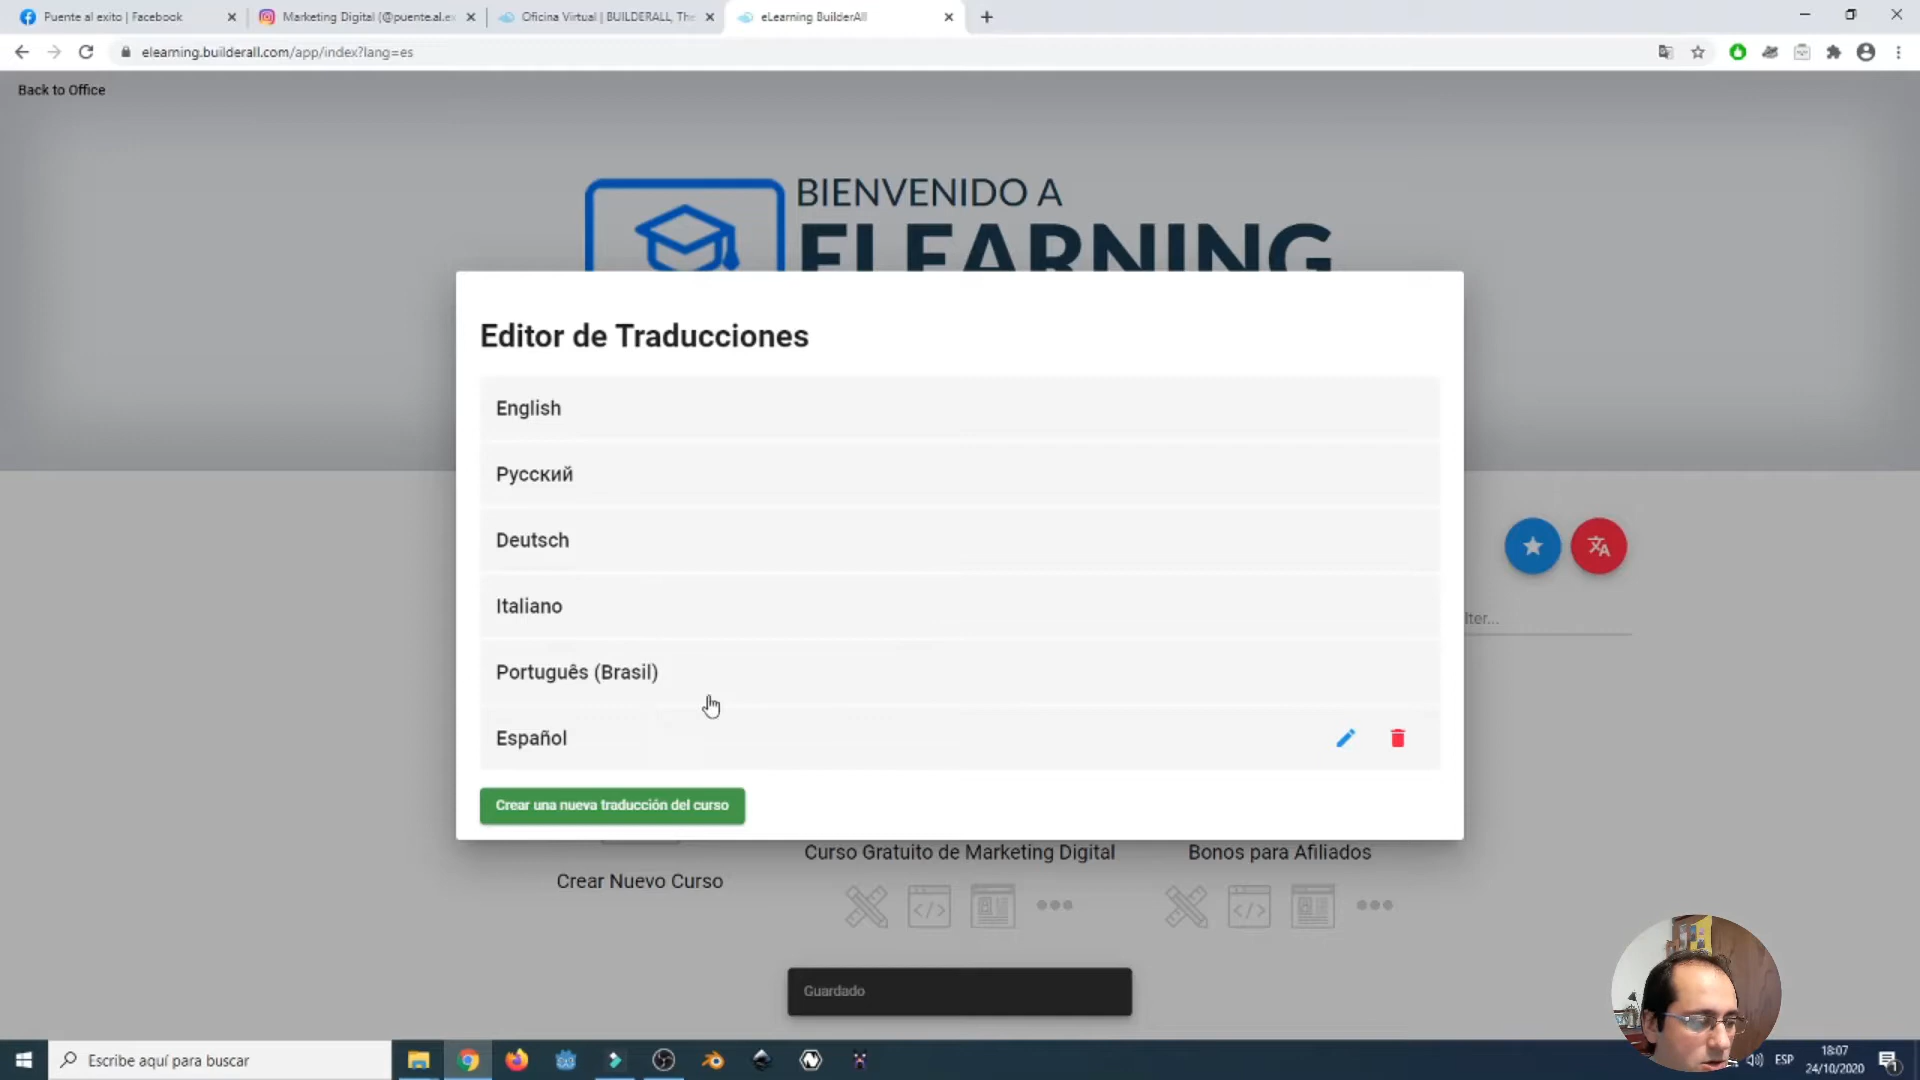 Puente al exito | Facebook
Marketing Digital (@puente.al.ex
Oficina Virtual | BUILDERALL, The
eLearning BuilderAll
elearning.builderall.com/app/index?lang=es
Back to Office
BIENVENIDO A
ELEARNING
Editor de Traducciones
English
Русский
Deutsch
Italiano
lter...
Português (Brasil)
Español
Crear una nueva traducción del curso
Curso Gratuito de Marketing Digital
Bonos para Afiliados
Crear Nuevo Curso
Guardado
Escribe aquí para buscar
ESP
18:07
24/10/2020
1